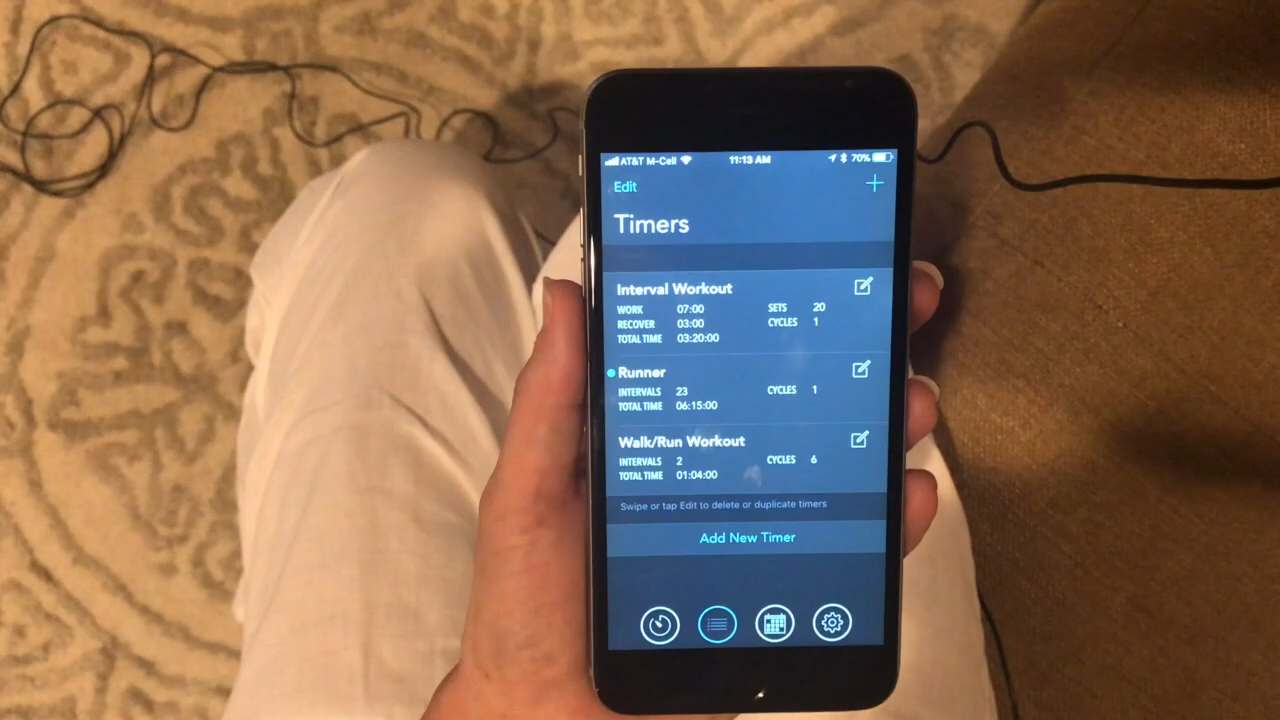 AT&T M-Cell 11:13 AM 70%
Edit +
Timers
Interval Workout
WORK 07:00 SETS 20
RECOVER 03:00 CYCLES 1
TOTAL TIME 03:20:00
Runner
INTERVALS 23 CYCLES 1
TOTAL TIME 06:15:00
Walk/Run Workout
INTERVALS 2 CYCLES 6
TOTAL TIME 01:04:00
Swipe or tap Edit to delete or duplicate timers
Add New Timer